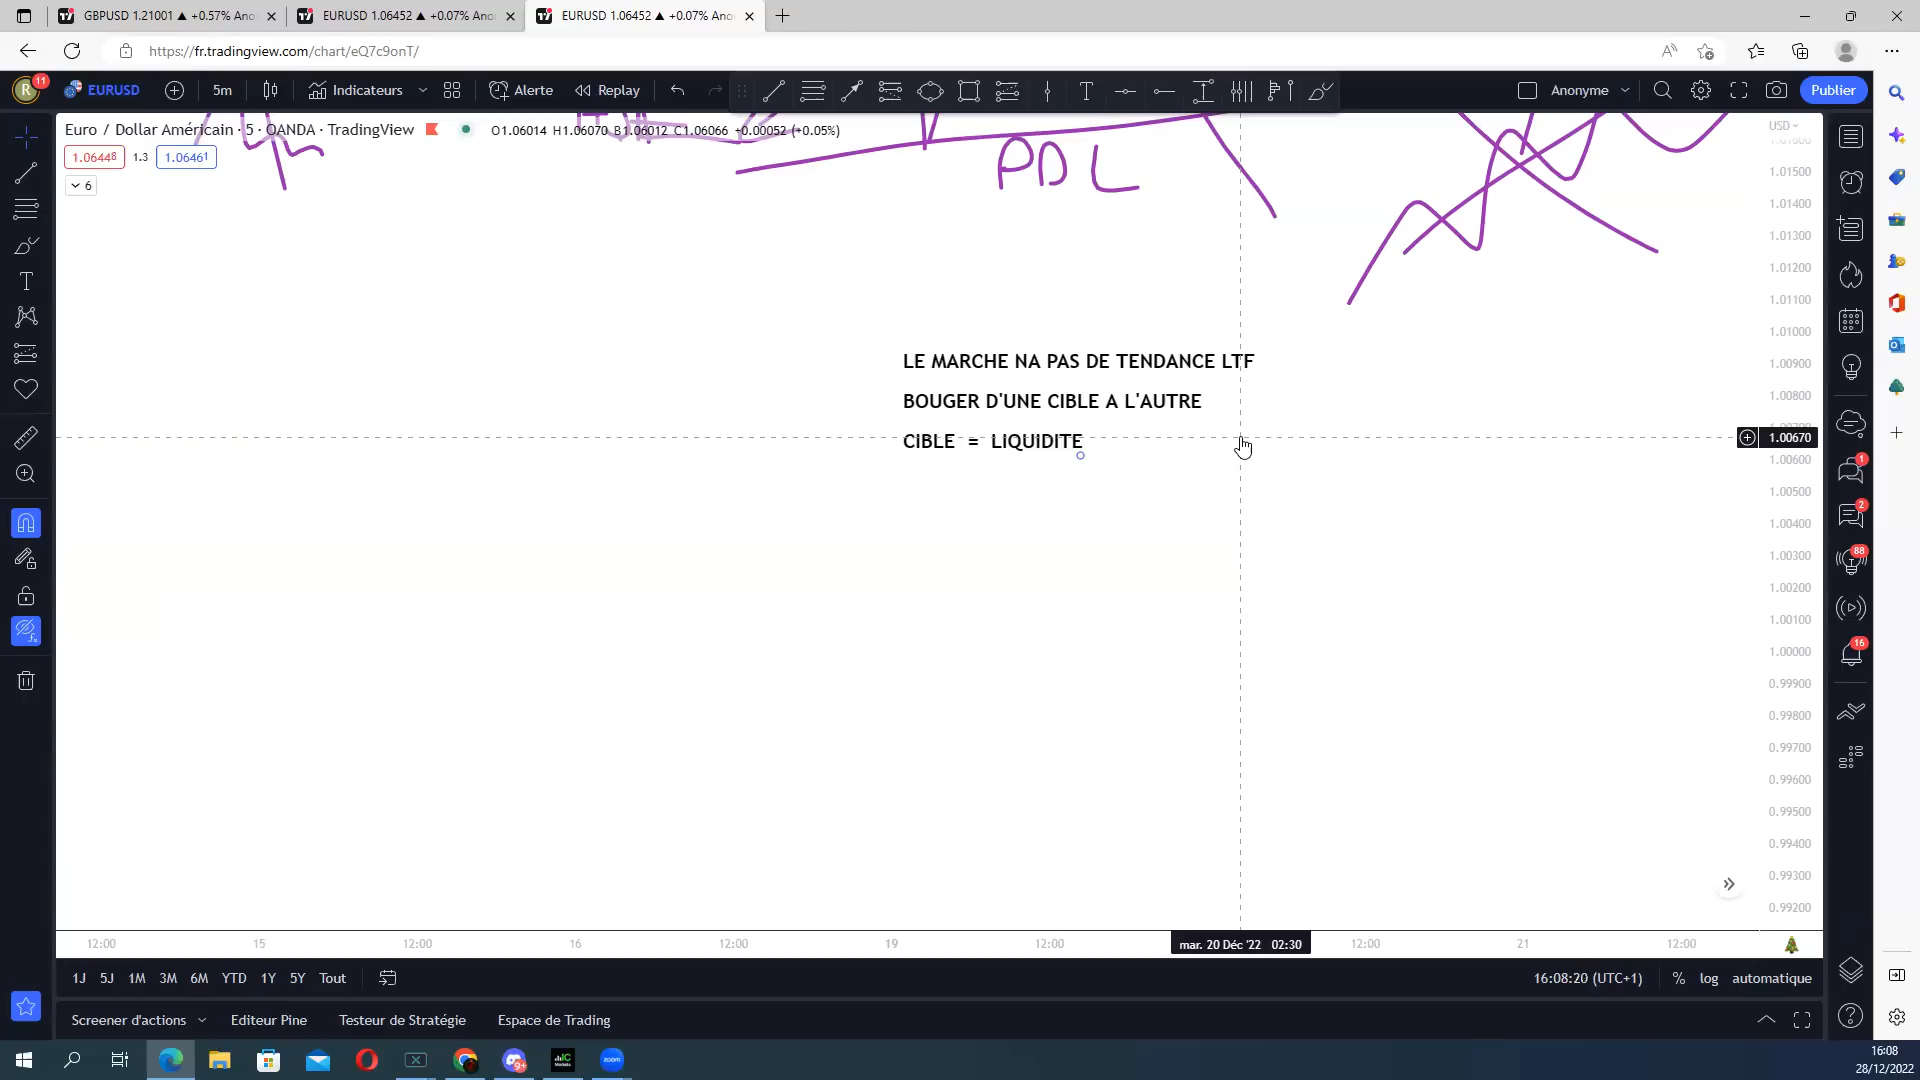 GBPUSD 1.21001 ▲ +0.57% Ano
EURUSD 1.06452 ▲ +0.07% Ano
EURUSD 1.06452 ▲ +0.07% Ano
https://fr.tradingview.com/chart/eQ7c9onT/
R
11
EURUSD
5m
Indicateurs
Alerte
Replay
Anonyme
Publier
Euro / Dollar Américain · 5 · OANDA · TradingView
O1.06014 H1.06070 B1.06012 C1.06066 +0.00052 (+0.05%)
USD
1.06448
1.3
1.06461
6
PDL
1.01500
1.01400
1.01300
1.01200
1.01100
1.01000
LE MARCHE NA PAS DE TENDANCE LTF
1.00900
BOUGER D'UNE CIBLE A L'AUTRE
1.00800
CIBLE = LIQUIDITE
1.00670
1.00600
1.00500
1.00400
1.00300
1.00200
1.00100
1.00000
0.99900
0.99800
0.99700
0.99600
0.99500
0.99400
0.99300
0.99200
1
2
88
16
12:00
15
12:00
16
12:00
19
12:00
mar. 20 Déc '22 02:30
12:00
21
12:00
1J 5J 1M 3M 6M YTD 1Y 5Y Tout
16:08:20 (UTC+1)
% log automatique
Screener d'actions
Editeur Pine
Testeur de Stratégie
Espace de Trading
9+
IC
Markets
zoom
16:08
28/12/2022